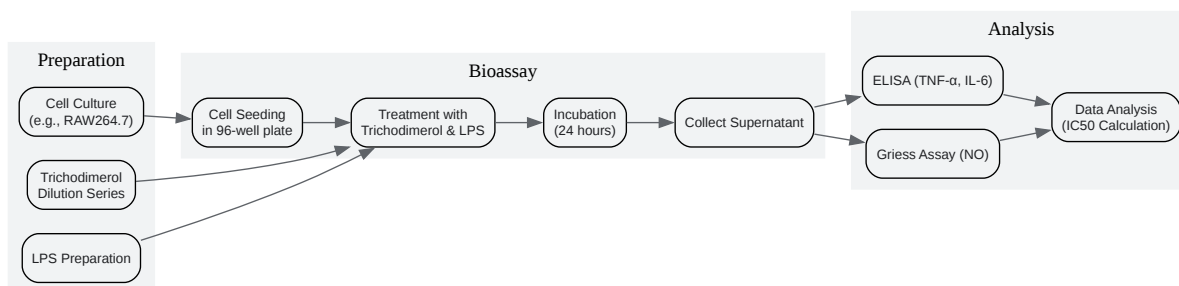 Preparation
Cell Culture
(e.g., RAW264.7)
Trichodimerol
Dilution Series
LPS Preparation
Bioassay
Cell Seeding
in 96-well plate
Treatment with
Trichodimerol & LPS
Incubation
(24 hours)
Collect Supernatant
Analysis
ELISA (TNF-α, IL-6)
Griess Assay (NO)
Data Analysis
(IC50 Calculation)